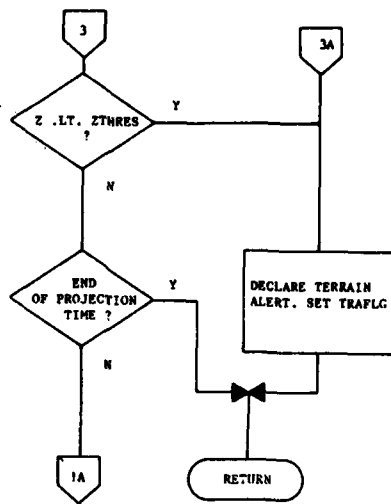 3
3A
Z .LT. ZTHRES
?
Y
N
END
OF PROJECTION
TIME ?
Y
N
DECLARE TERRAIN
ALERT. SET TRAFLG
1A
RETURN